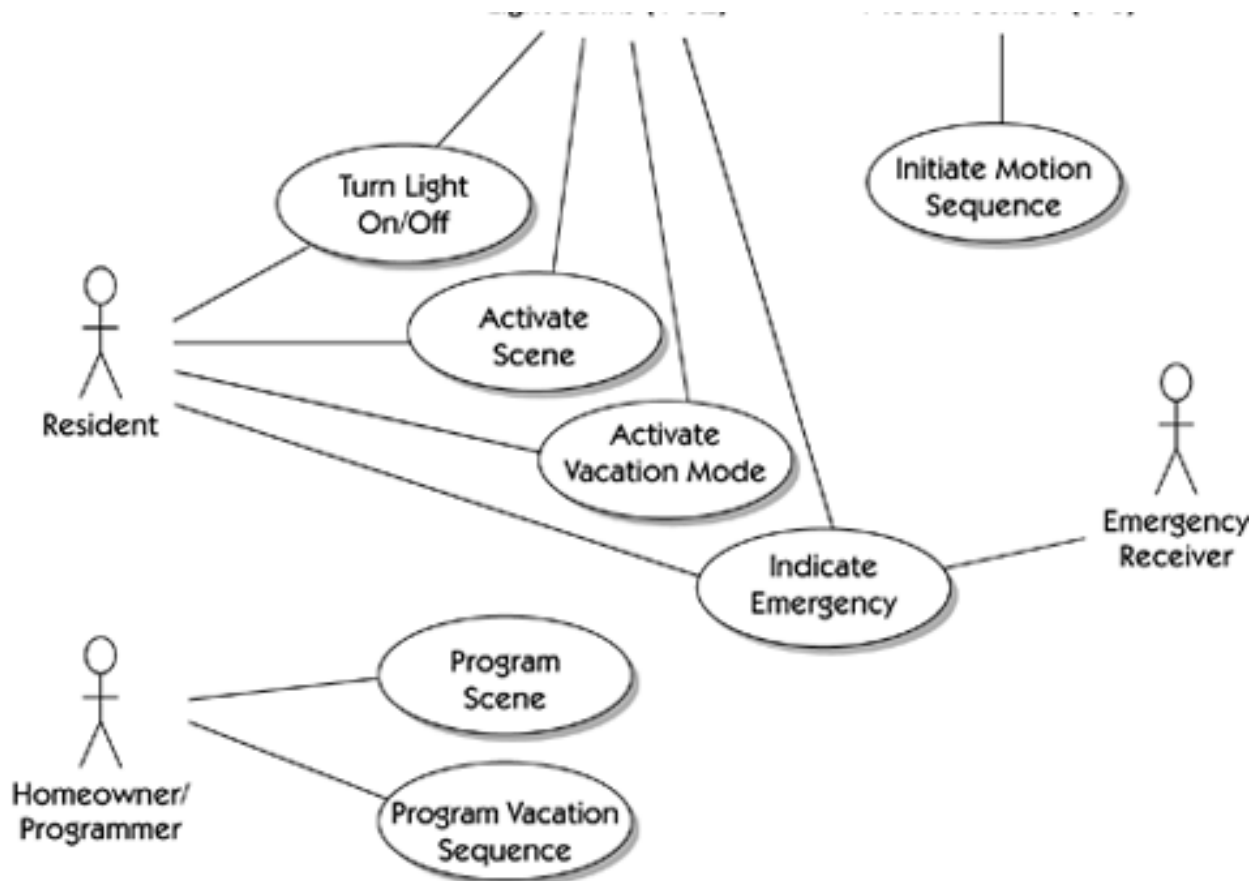 Turn Light
On/Off
Initiate Motion
Sequence
Activate
Scene
Resident
Activate
Vacation Mode
Emergency
Receiver
Indicate
Emergency
Program
Scene
Homeowner/
Programmer
Program Vacation
Sequence